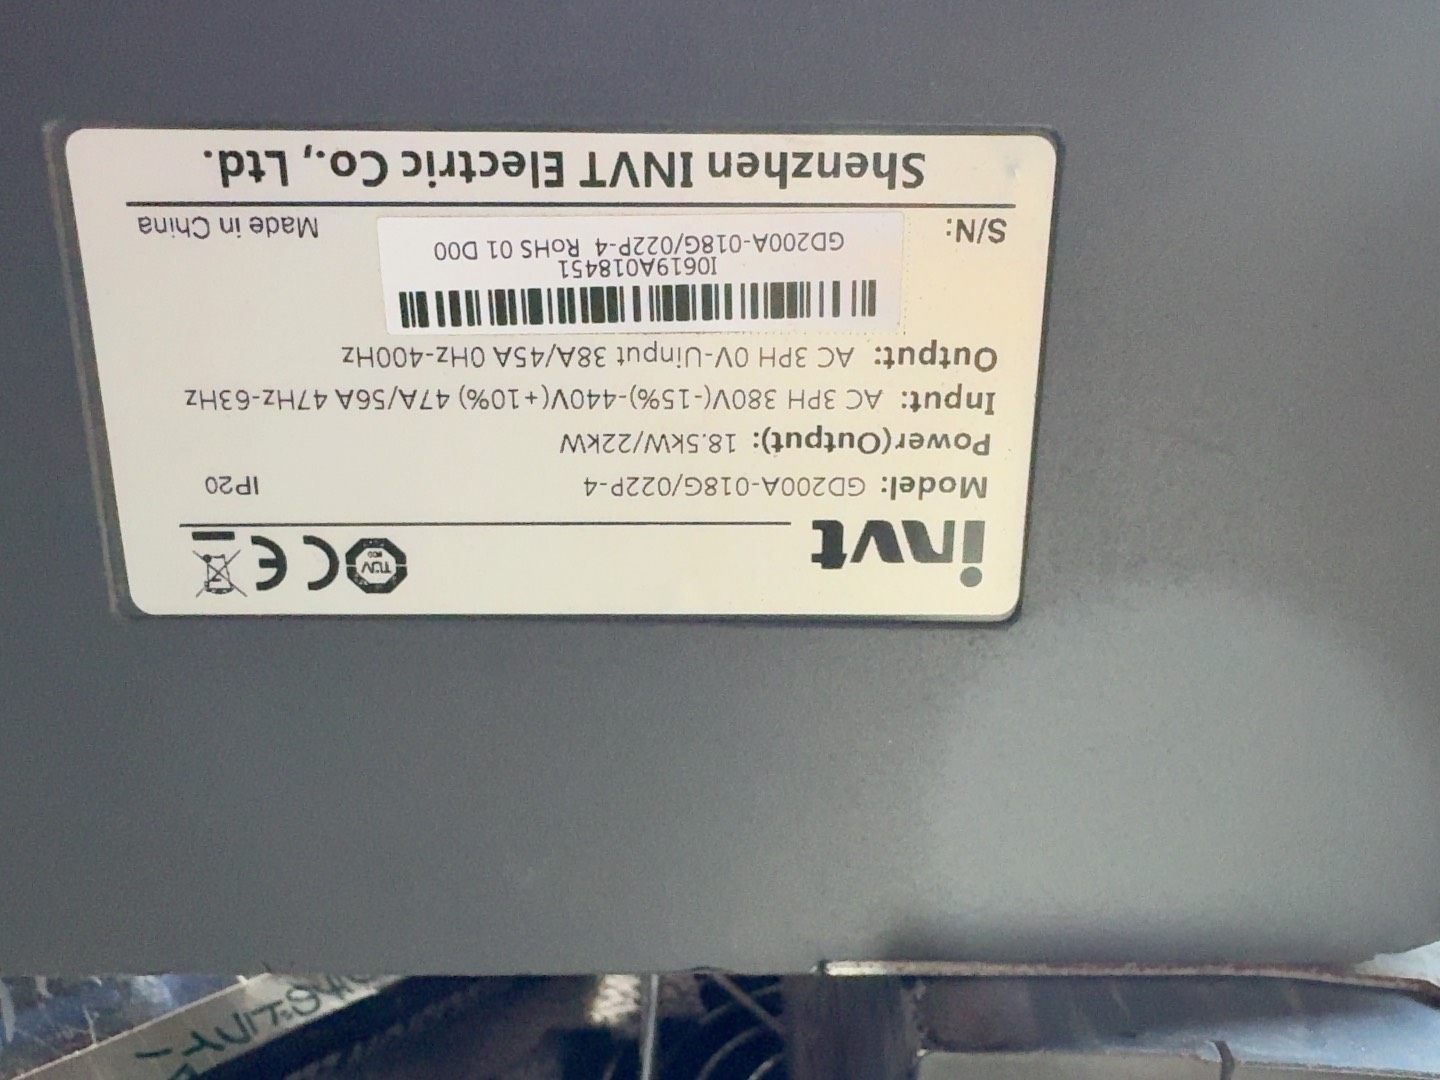 invt
TÜV
Model: GD200A-018G/022P-4 IP20
Power(Output): 18.5kW/22kW
Input: AC 3PH 380V(-15%)-440V(+10%) 47A/56A 47Hz-63Hz
Output: AC 3PH 0V-Uinput 38A/45A 0Hz-400Hz
I0619A018451
S/N: GD200A-018G/022P-4 RoHS 01 D00 Made in China
Shenzhen INVT Electric Co., Ltd.